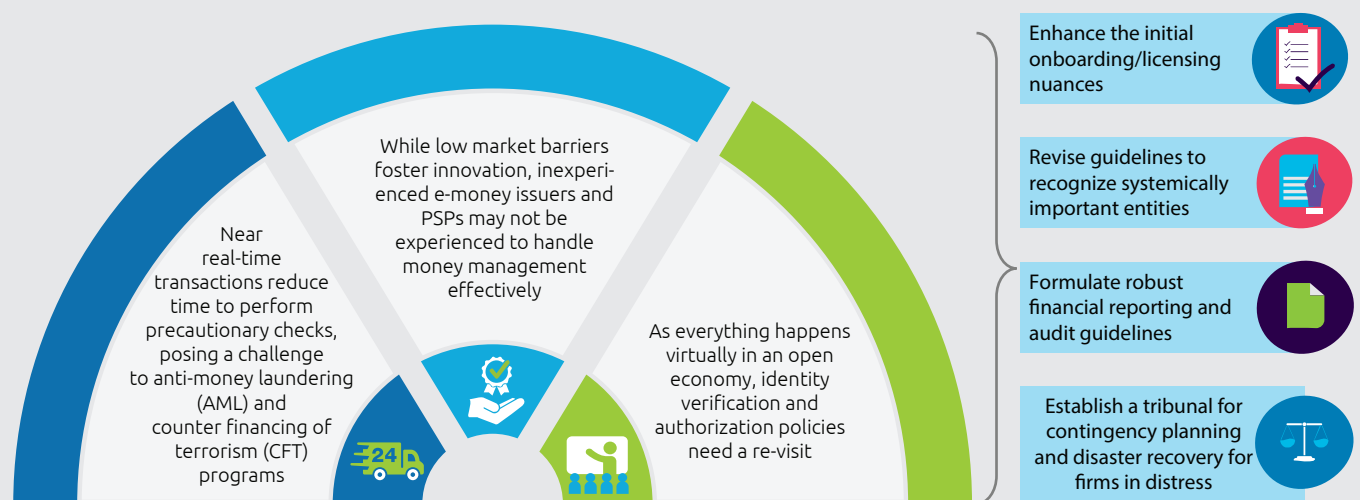 Near
real-time
transactions reduce
time to perform
precautionary checks,
posing a challenge
to anti-money laundering
(AML) and
counter financing of
terrorism (CFT)
programs
24
While low market barriers
foster innovation, inexperi-
enced e-money issuers and
PSPs may not be
experienced to handle
money management
effectively
As everything happens
virtually in an open
economy, identity
verification and
authorization policies
need a re-visit
Enhance the initial
onboarding/licensing
nuances
Revise guidelines to
recognize systemically
important entities
Formulate robust
financial reporting and
audit guidelines
Establish a tribunal for
contingency planning
and disaster recovery for
firms in distress